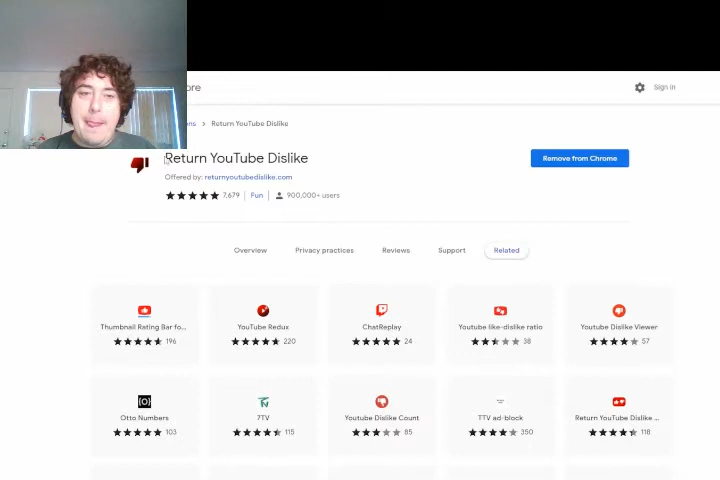 ore
Sign in
ns > Return YouTube Dislike
Return YouTube Dislike
Remove from Chrome
Offered by: returnyoutubedislike.com
7,679 | Fun | 900,000+ users
Overview Privacy practices Reviews Support Related
Thumbnail Rating Bar fo... YouTube Redux ChatReplay Youtube like-dislike ratio Youtube Dislike Viewer
196 220 24 38 57
{O} TV
Otto Numbers 7TV Youtube Dislike Count TTV ad-block Return YouTube Dislike ...
103 115 85 350 118